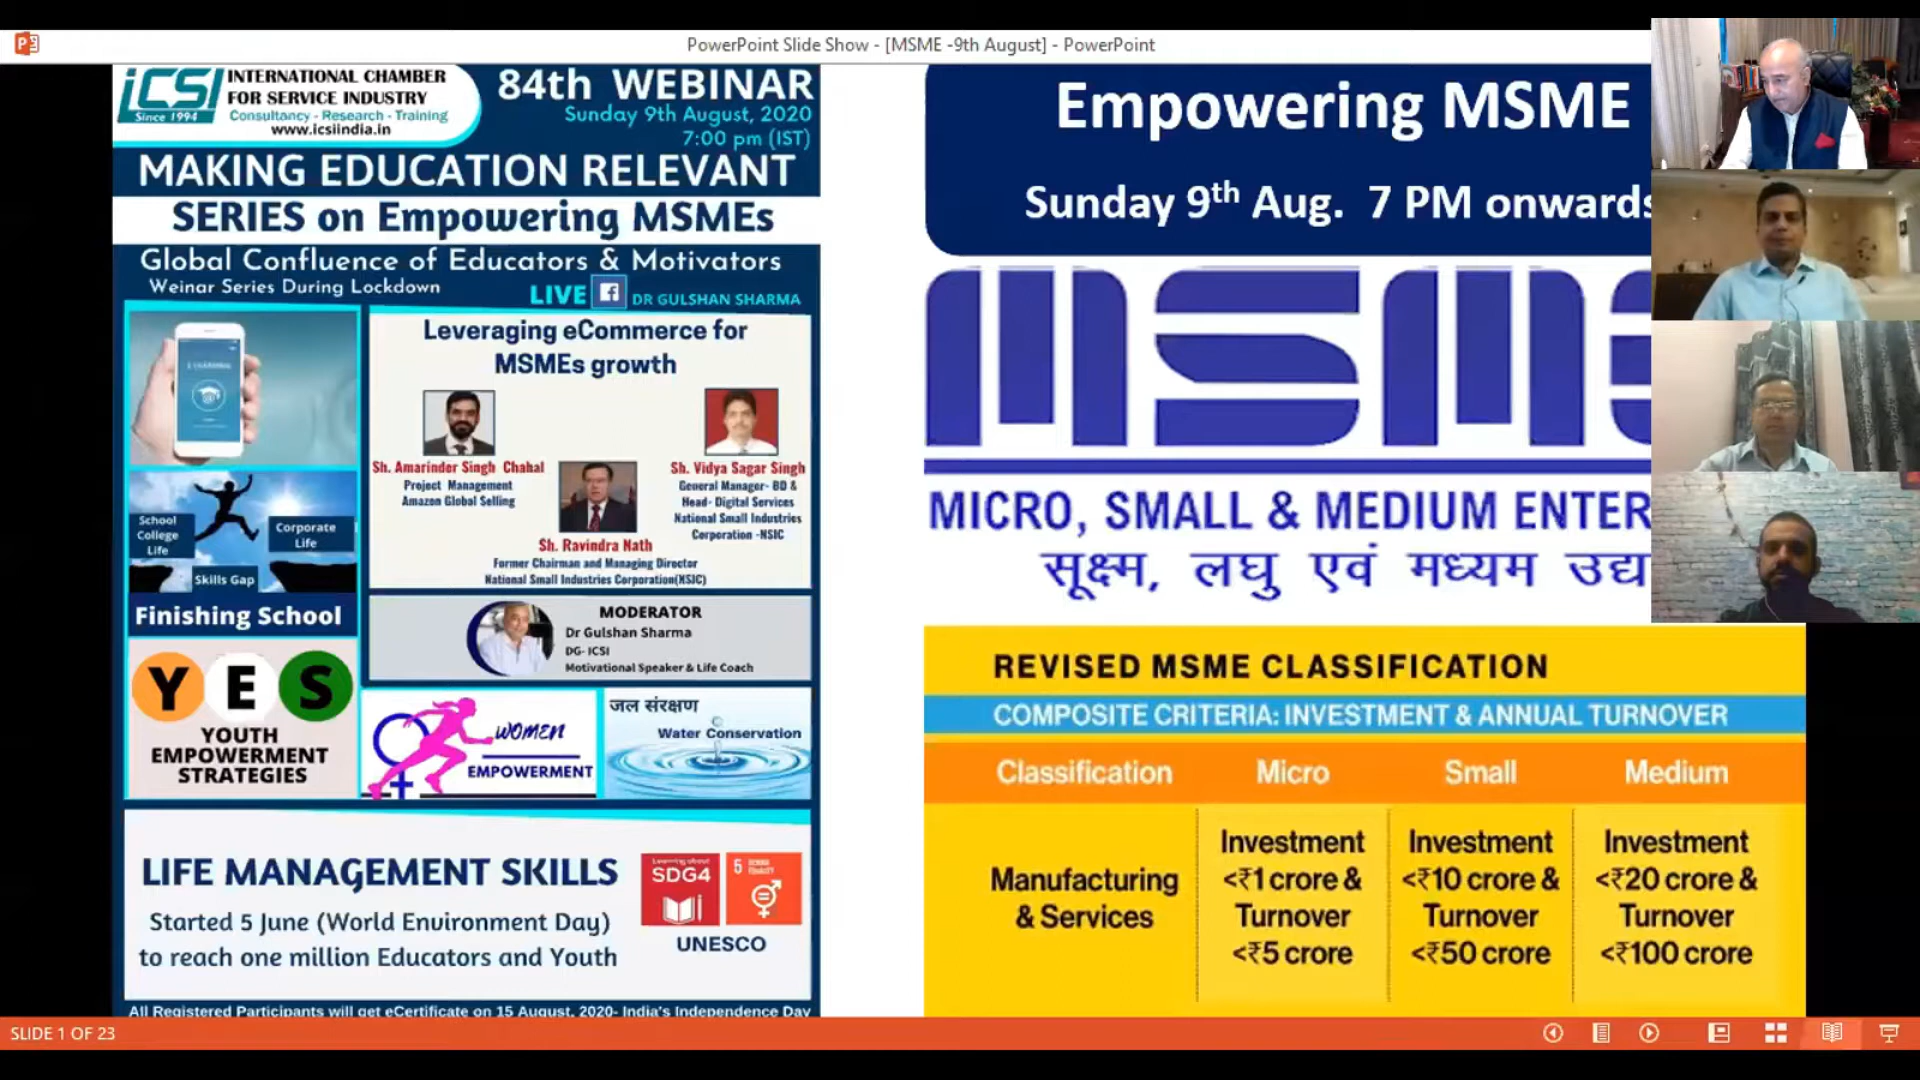 PowerPoint Slide Show - [MSME -9th August] - PowerPoint
iCSI
Since 1994
INTERNATIONAL CHAMBER
FOR SERVICE INDUSTRY
Consultancy - Research - Training
www.icsiindia.in
84th WEBINAR
Sunday 9th August, 2020
7:00 pm (IST)
MAKING EDUCATION RELEVANT
SERIES on Empowering MSMEs
Global Confluence of Educators & Motivators
Weinar Series During Lockdown
LIVE f DR GULSHAN SHARMA
Leveraging eCommerce for
MSMEs growth
Sh. Amarinder Singh Chahal
Project Management
Amazon Global Selling
Sh. Vidya Sagar Singh
General Manager- BD &
Head- Digital Services
National Small Industries
Corporation -NSIC
Sh. Ravindra Nath
Former Chairman and Managing Director
National Small Industries Corporation(NSIC)
School
College
Life
Corporate
Life
Skills Gap
Finishing School
MODERATOR
Dr Gulshan Sharma
DG- ICSI
Motivational Speaker & Life Coach
YES
YOUTH
EMPOWERMENT
STRATEGIES
WOMEN
EMPOWERMENT
जल संरक्षण
Water Conservation
LIFE MANAGEMENT SKILLS
Started 5 June (World Environment Day)
to reach one million Educators and Youth
Learning about
SDG4
5 GENDER
EQUALITY
UNESCO
All Registered Participants will get eCertificate on 15 August, 2020- India's Independence Day
Empowering MSME
Sunday 9th Aug. 7 PM onwards
MSME
MICRO, SMALL & MEDIUM ENTER
सूक्ष्म, लघु एवं मध्यम उद्य
REVISED MSME CLASSIFICATION
COMPOSITE CRITERIA: INVESTMENT & ANNUAL TURNOVER
Classification Micro Small Medium
Manufacturing
& Services
Investment
<₹1 crore &
Turnover
<₹5 crore
Investment
<₹10 crore &
Turnover
<₹50 crore
Investment
<₹20 crore &
Turnover
<₹100 crore
SLIDE 1 OF 23